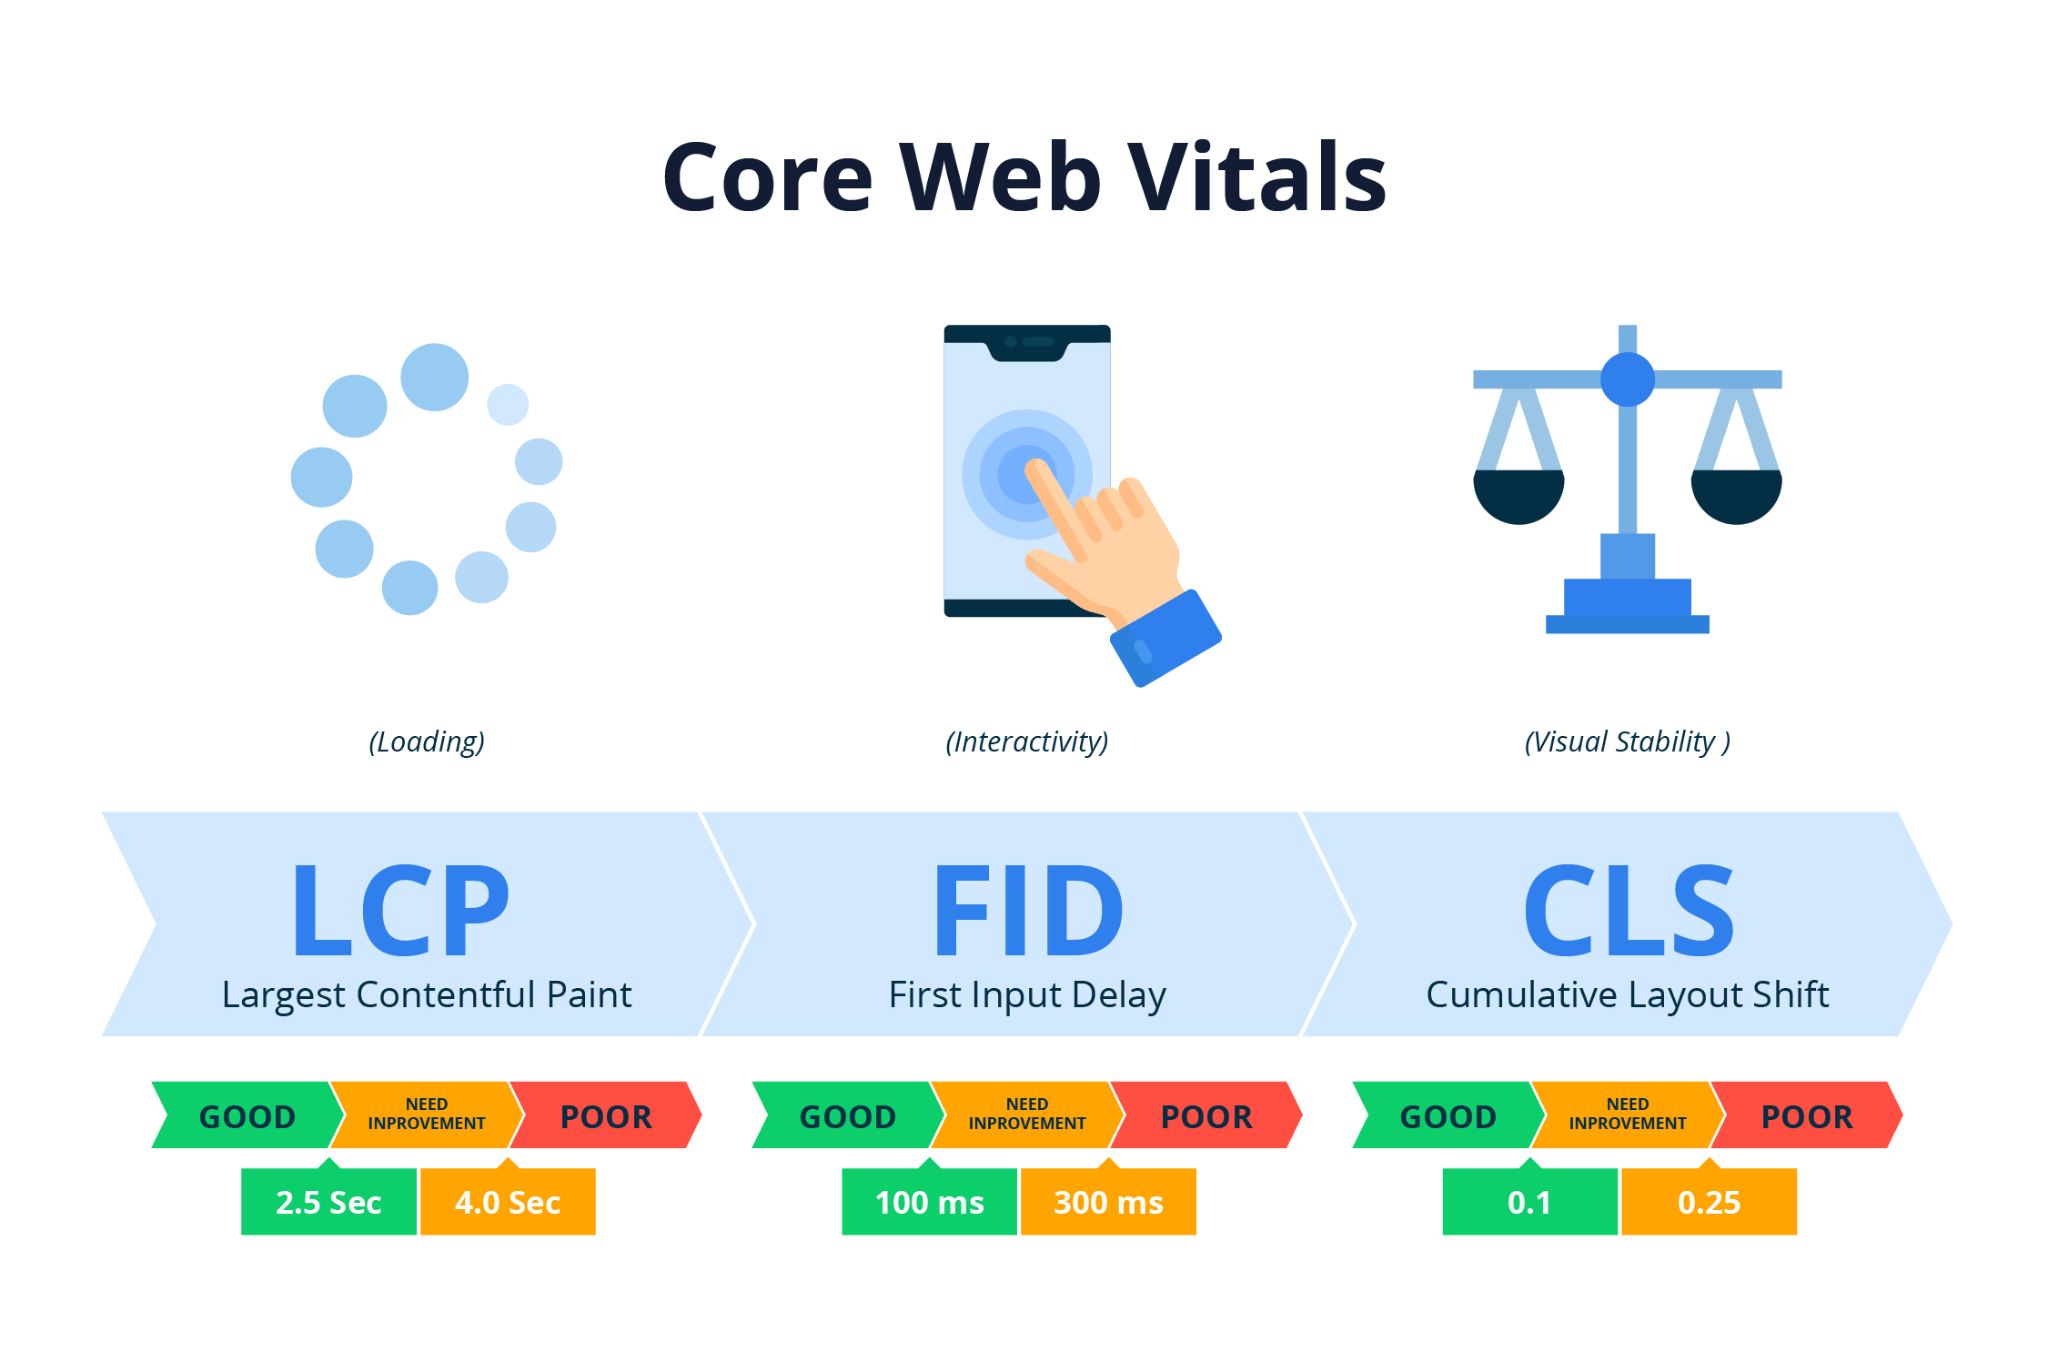 Core Web Vitals
(Loading)
(Interactivity)
(Visual Stability )
LCP
Largest Contentful Paint
FID
First Input Delay
CLS
Cumulative Layout Shift
GOOD
NEED
INPROVEMENT
POOR
2.5 Sec
4.0 Sec
GOOD
NEED
INPROVEMENT
POOR
100 ms
300 ms
GOOD
NEED
INPROVEMENT
POOR
0.1
0.25